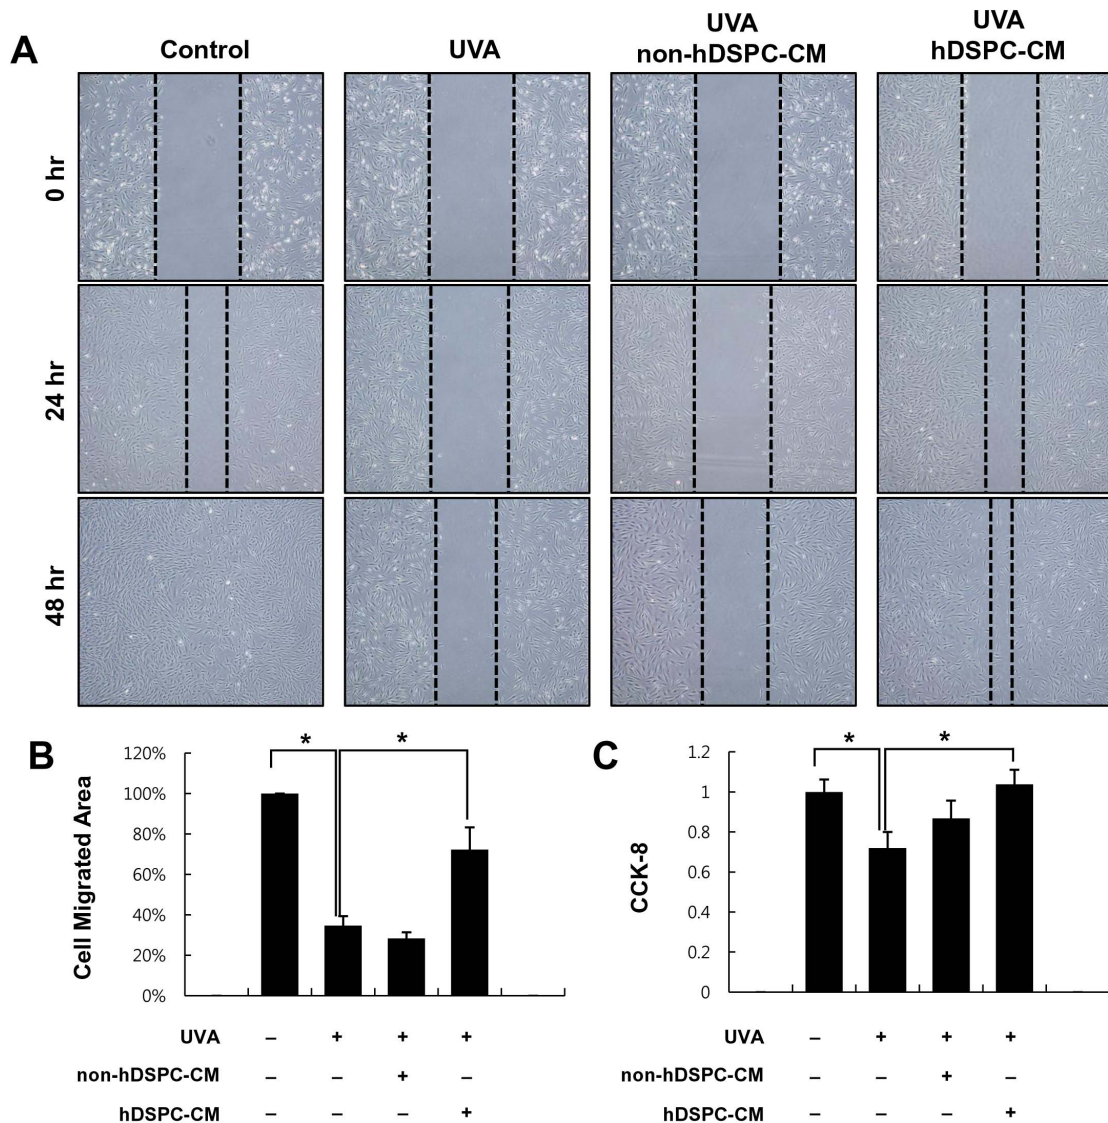 A
Control
UVA
UVA
non-hDSPC-CM
UVA
hDSPC-CM
0 hr
24 hr
48 hr
B
Cell Migrated Area
120%
100%
80%
60%
40%
20%
0%
* *
UVA – + + +
non-hDSPC-CM – – + –
hDSPC-CM – – – +
C
CCK-8
1.2
1
0.8
0.6
0.4
0.2
0
* *
UVA – + + +
non-hDSPC-CM – – + –
hDSPC-CM – – – +